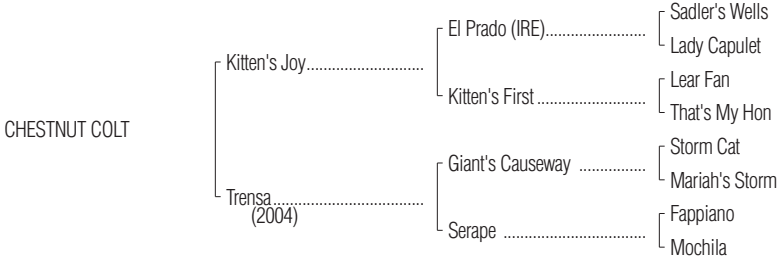 Sadler's Wells
El Prado (IRE)........................
Lady Capulet
Kitten's Joy............................
Lear Fan
Kitten's First ..........................
That's My Hon
CHESTNUT COLT
Storm Cat
Giant's Causeway ................
Mariah's Storm
Trensa....................................
(2004)
Fappiano
Serape ..................................
Mochila